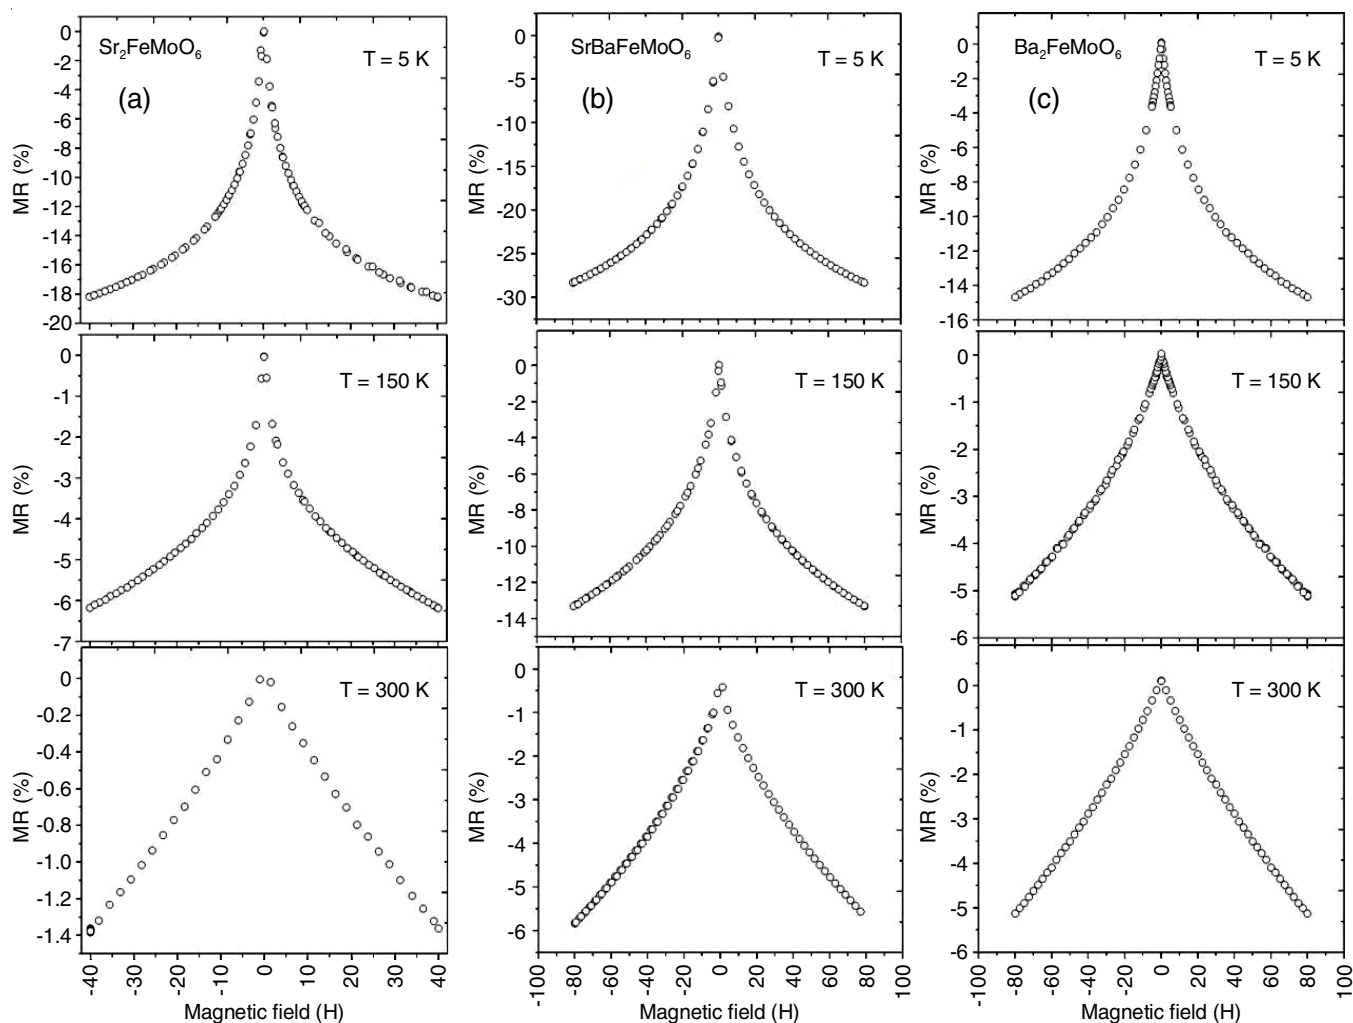 Sr₂FeMoO₆
T = 5 K
(a)
MR (%)
0
-2
-4
-6
-8
-10
-12
-14
-16
-18
-20
SrBaFeMoO₆
T = 5 K
(b)
MR (%)
0
-5
-10
-15
-20
-25
-30
Ba₂FeMoO₆
T = 5 K
(c)
MR (%)
0
-2
-4
-6
-8
-10
-12
-14
-16
T = 150 K
MR (%)
0
-1
-2
-3
-4
-5
-6
-7
T = 150 K
MR (%)
0
-2
-4
-6
-8
-10
-12
-14
T = 150 K
MR (%)
0
-1
-2
-3
-4
-5
-6
T = 300 K
MR (%)
0
-0.2
-0.4
-0.6
-0.8
-1.0
-1.2
-1.4
-40 -30 -20 -10 0 10 20 30 40
Magnetic field (H)
T = 300 K
MR (%)
0
-1
-2
-3
-4
-5
-6
-100 -80 -60 -40 -20 0 20 40 60 80 100
Magnetic field (H)
T = 300 K
MR (%)
0
-1
-2
-3
-4
-5
-6
-100 -80 -60 -40 -20 0 20 40 60 80 100
Magnetic field (H)